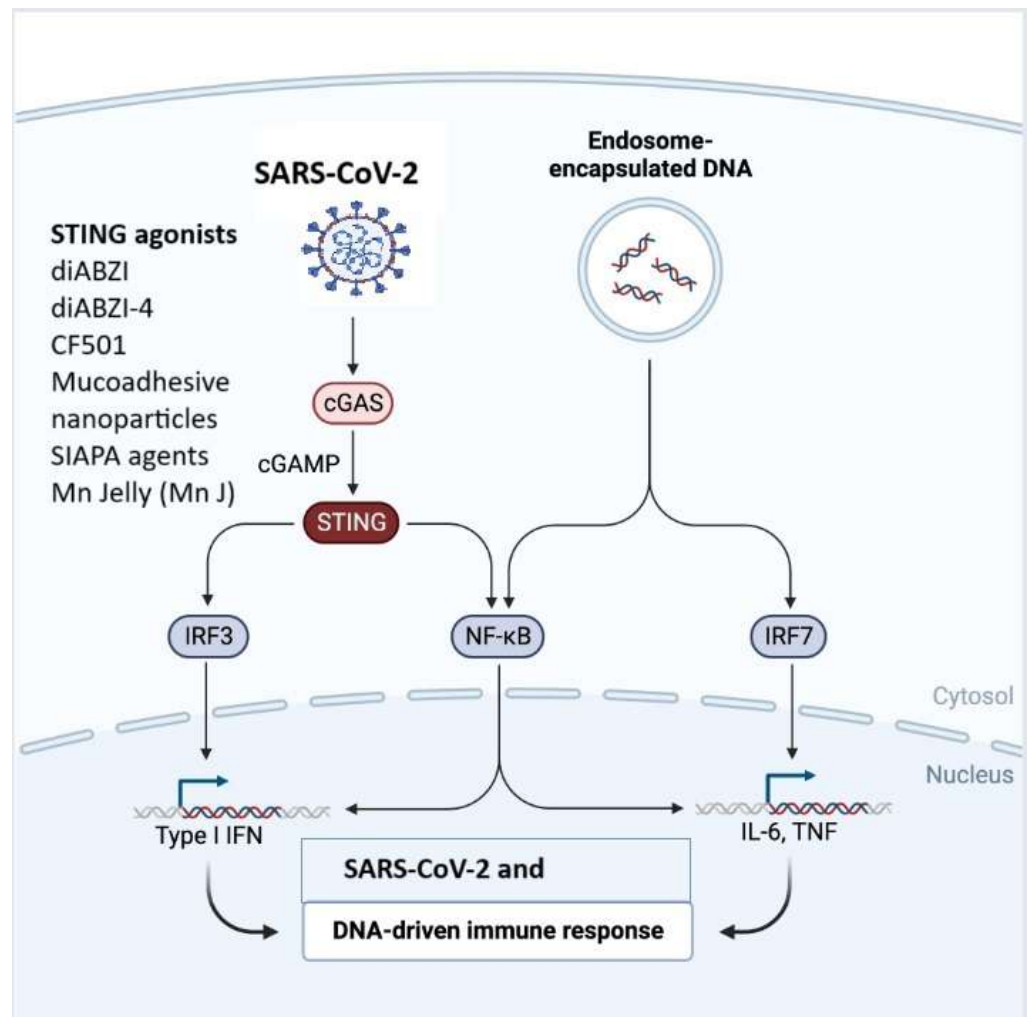 SARS-CoV-2
Endosome-
encapsulated DNA
STING agonists
diABZI
diABZI-4
CF501
Mucoadhesive
nanoparticles
SIAPA agents
Mn Jelly (Mn J)
cGAS
cGAMP
STING
IRF3
NF-κB
IRF7
Cytosol
Nucleus
Type I IFN
IL-6, TNF
SARS-CoV-2 and
DNA-driven immune response